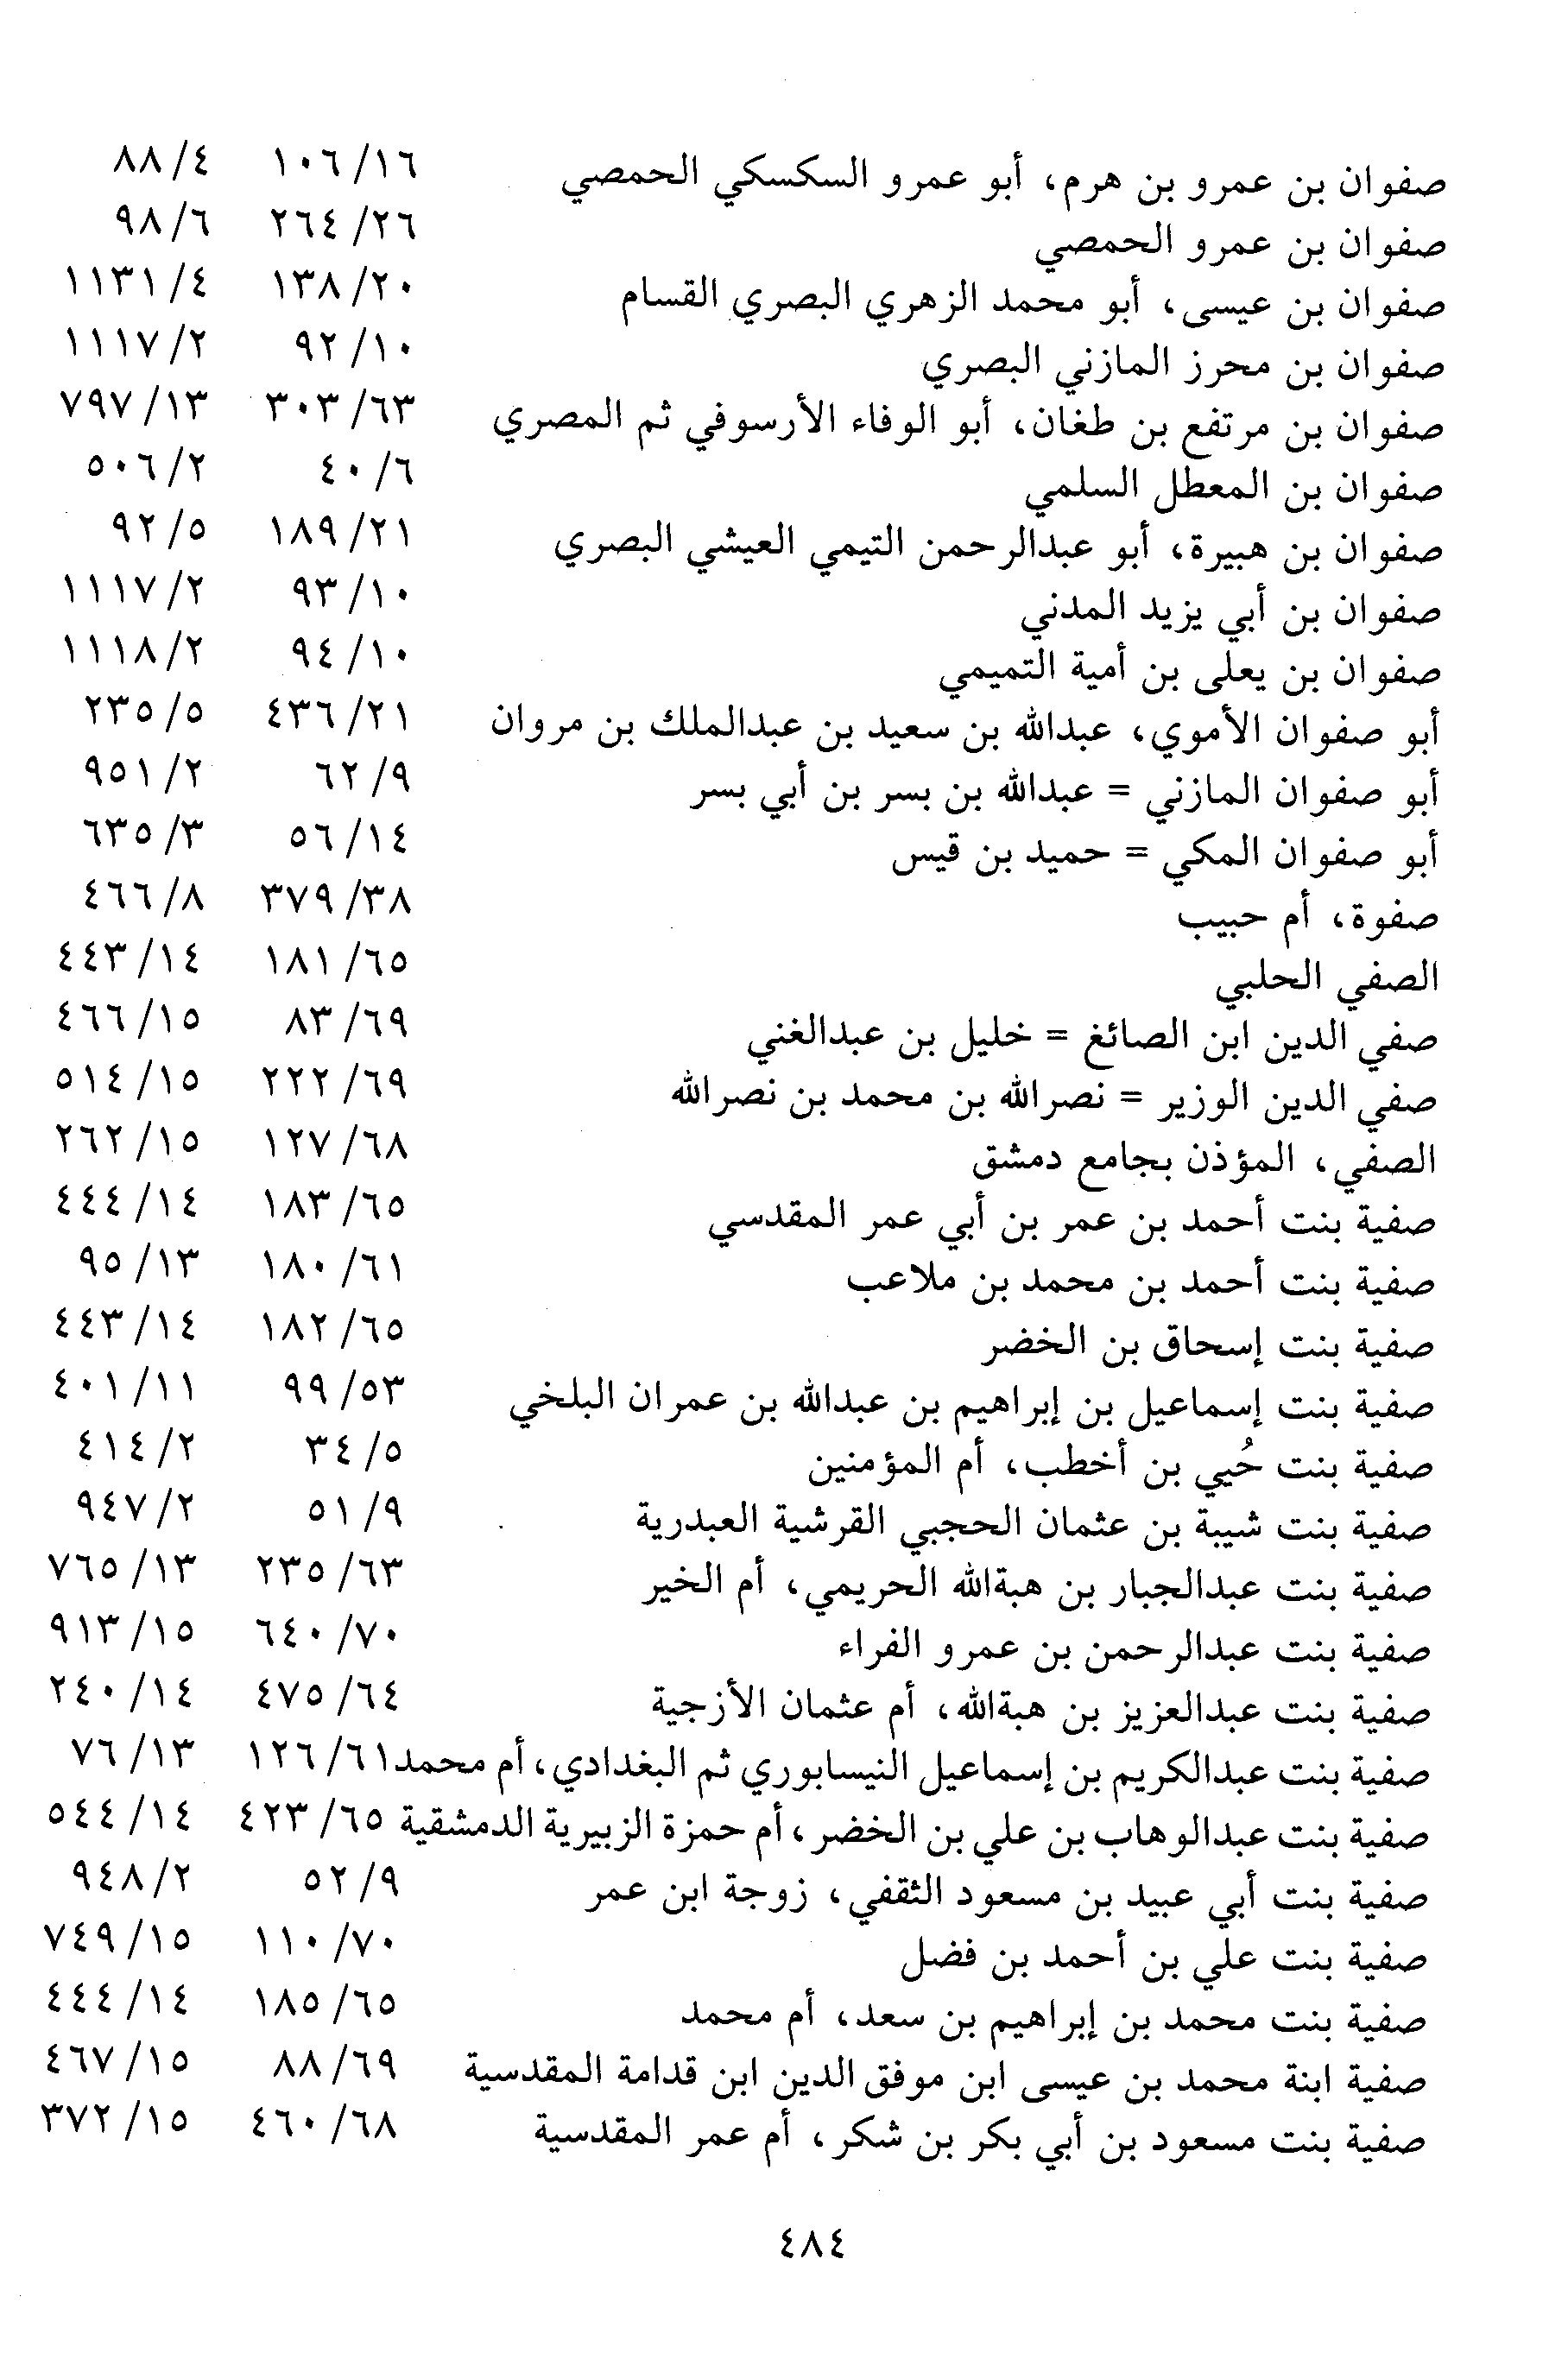 صفوان بن عمرو بن هرم، أبو عمرو السكسكي الحمصي ١٦/ ١٠٦ ٤/ ٨٨
صفوان بن عمرو الحمصي ٢٦/ ٢٦٤ ٦/ ٩٨
صفوان بن عيسى، أبو محمد الزهري البصري القسام ٢٠/ ١٣٨ ٤/ ١١٣١
صفوان بن محرز المازني البصري ١٠/ ٩٢ ٢/ ١١١٧
صفوان بن مرتفع بن طغان، أبو الوفاء الأرسوفي ثم المصري ٦٣/ ٣٠٣ ١٣/ ٧٩٧
صفوان بن المعطل السلمي ٦/ ٤٠ ٢/ ٥٠٦
صفوان بن هبيرة، أبو عبدالرحمن التيمي العيشي البصري ٢١/ ١٨٩ ٥/ ٩٢
صفوان بن أبي يزيد المدني ١٠/ ٩٣ ٢/ ١١١٧
صفوان بن يعلى بن أمية التميمي ١٠/ ٩٤ ٢/ ١١١٨
أبو صفوان الأموي، عبدالله بن سعيد بن عبدالملك بن مروان ٢١/ ٤٣٦ ٥/ ٢٣٥
أبو صفوان المازني = عبدالله بن بسر بن أبي بسر ٩/ ٦٢ ٢/ ٩٥١
أبو صفوان المكي = حميد بن قيس ١٤/ ٥٦ ٣/ ٦٣٥
صفوة، أم حبيب ٣٨/ ٣٧٩ ٨/ ٤٦٦
الصفي الحلبي ٦٥/ ١٨١ ١٤/ ٤٤٣
صفي الدين ابن الصائغ = خليل بن عبدالغني ٦٩/ ٨٣ ١٥/ ٤٦٦
صفي الدين الوزير = نصرالله بن محمد بن نصرالله ٦٩/ ٢٢٢ ١٥/ ٥١٤
الصفي، المؤذن بجامع دمشق ٦٨/ ١٢٧ ١٥/ ٢٦٢
صفية بنت أحمد بن عمر بن أبي عمر المقدسي ٦٥/ ١٨٣ ١٤/ ٤٤٤
صفية بنت أحمد بن محمد بن ملاعب ٦١/ ١٨٠ ١٣/ ٩٥
صفية بنت إسحاق بن الخضر ٦٥/ ١٨٢ ١٤/ ٤٤٣
صفية بنت إسماعيل بن إبراهيم بن عبدالله بن عمران البلخي ٥٣/ ٩٩ ١١/ ٤٠١
صفية بنت حُيي بن أخطب، أم المؤمنين ٥/ ٣٤ ٢/ ٤١٤
صفية بنت شيبة بن عثمان الحجبي القرشية العبدرية ٩/ ٥١ ٢/ ٩٤٧
صفية بنت عبدالجبار بن هبةالله الحريمي، أم الخير ٦٣/ ٢٣٥ ١٣/ ٧٦٥
صفية بنت عبدالرحمن بن عمرو الفراء ٧٠/ ٦٤٠ ١٥/ ٩١٣
صفية بنت عبدالعزيز بن هبةالله، أم عثمان الأزجية ٦٤/ ٤٧٥ ١٤/ ٢٤٠
صفية بنت عبدالكريم بن إسماعيل النيسابوري ثم البغدادي، أم محمد ٦١/ ١٢٦ ١٣/ ٧٦
صفية بنت عبدالوهاب بن علي بن الخضر، أم حمزة الزبيرية الدمشقية ٦٥/ ٤٢٣ ١٤/ ٥٤٤
صفية بنت أبي عبيد بن مسعود الثقفي، زوجة ابن عمر ٩/ ٥٢ ٢/ ٩٤٨
صفية بنت علي بن أحمد بن فضل ٧٠/ ١١٠ ١٥/ ٧٤٩
صفية بنت محمد بن إبراهيم بن سعد، أم محمد ٦٥/ ١٨٥ ١٤/ ٤٤٤
صفية ابنة محمد بن عيسى ابن موفق الدين ابن قدامة المقدسية ٦٩/ ٨٨ ١٥/ ٤٦٧
صفية بنت مسعود بن أبي بكر بن شكر، أم عمر المقدسية ٦٨/ ٤٦٠ ١٥/ ٣٧٢
٤٨٤